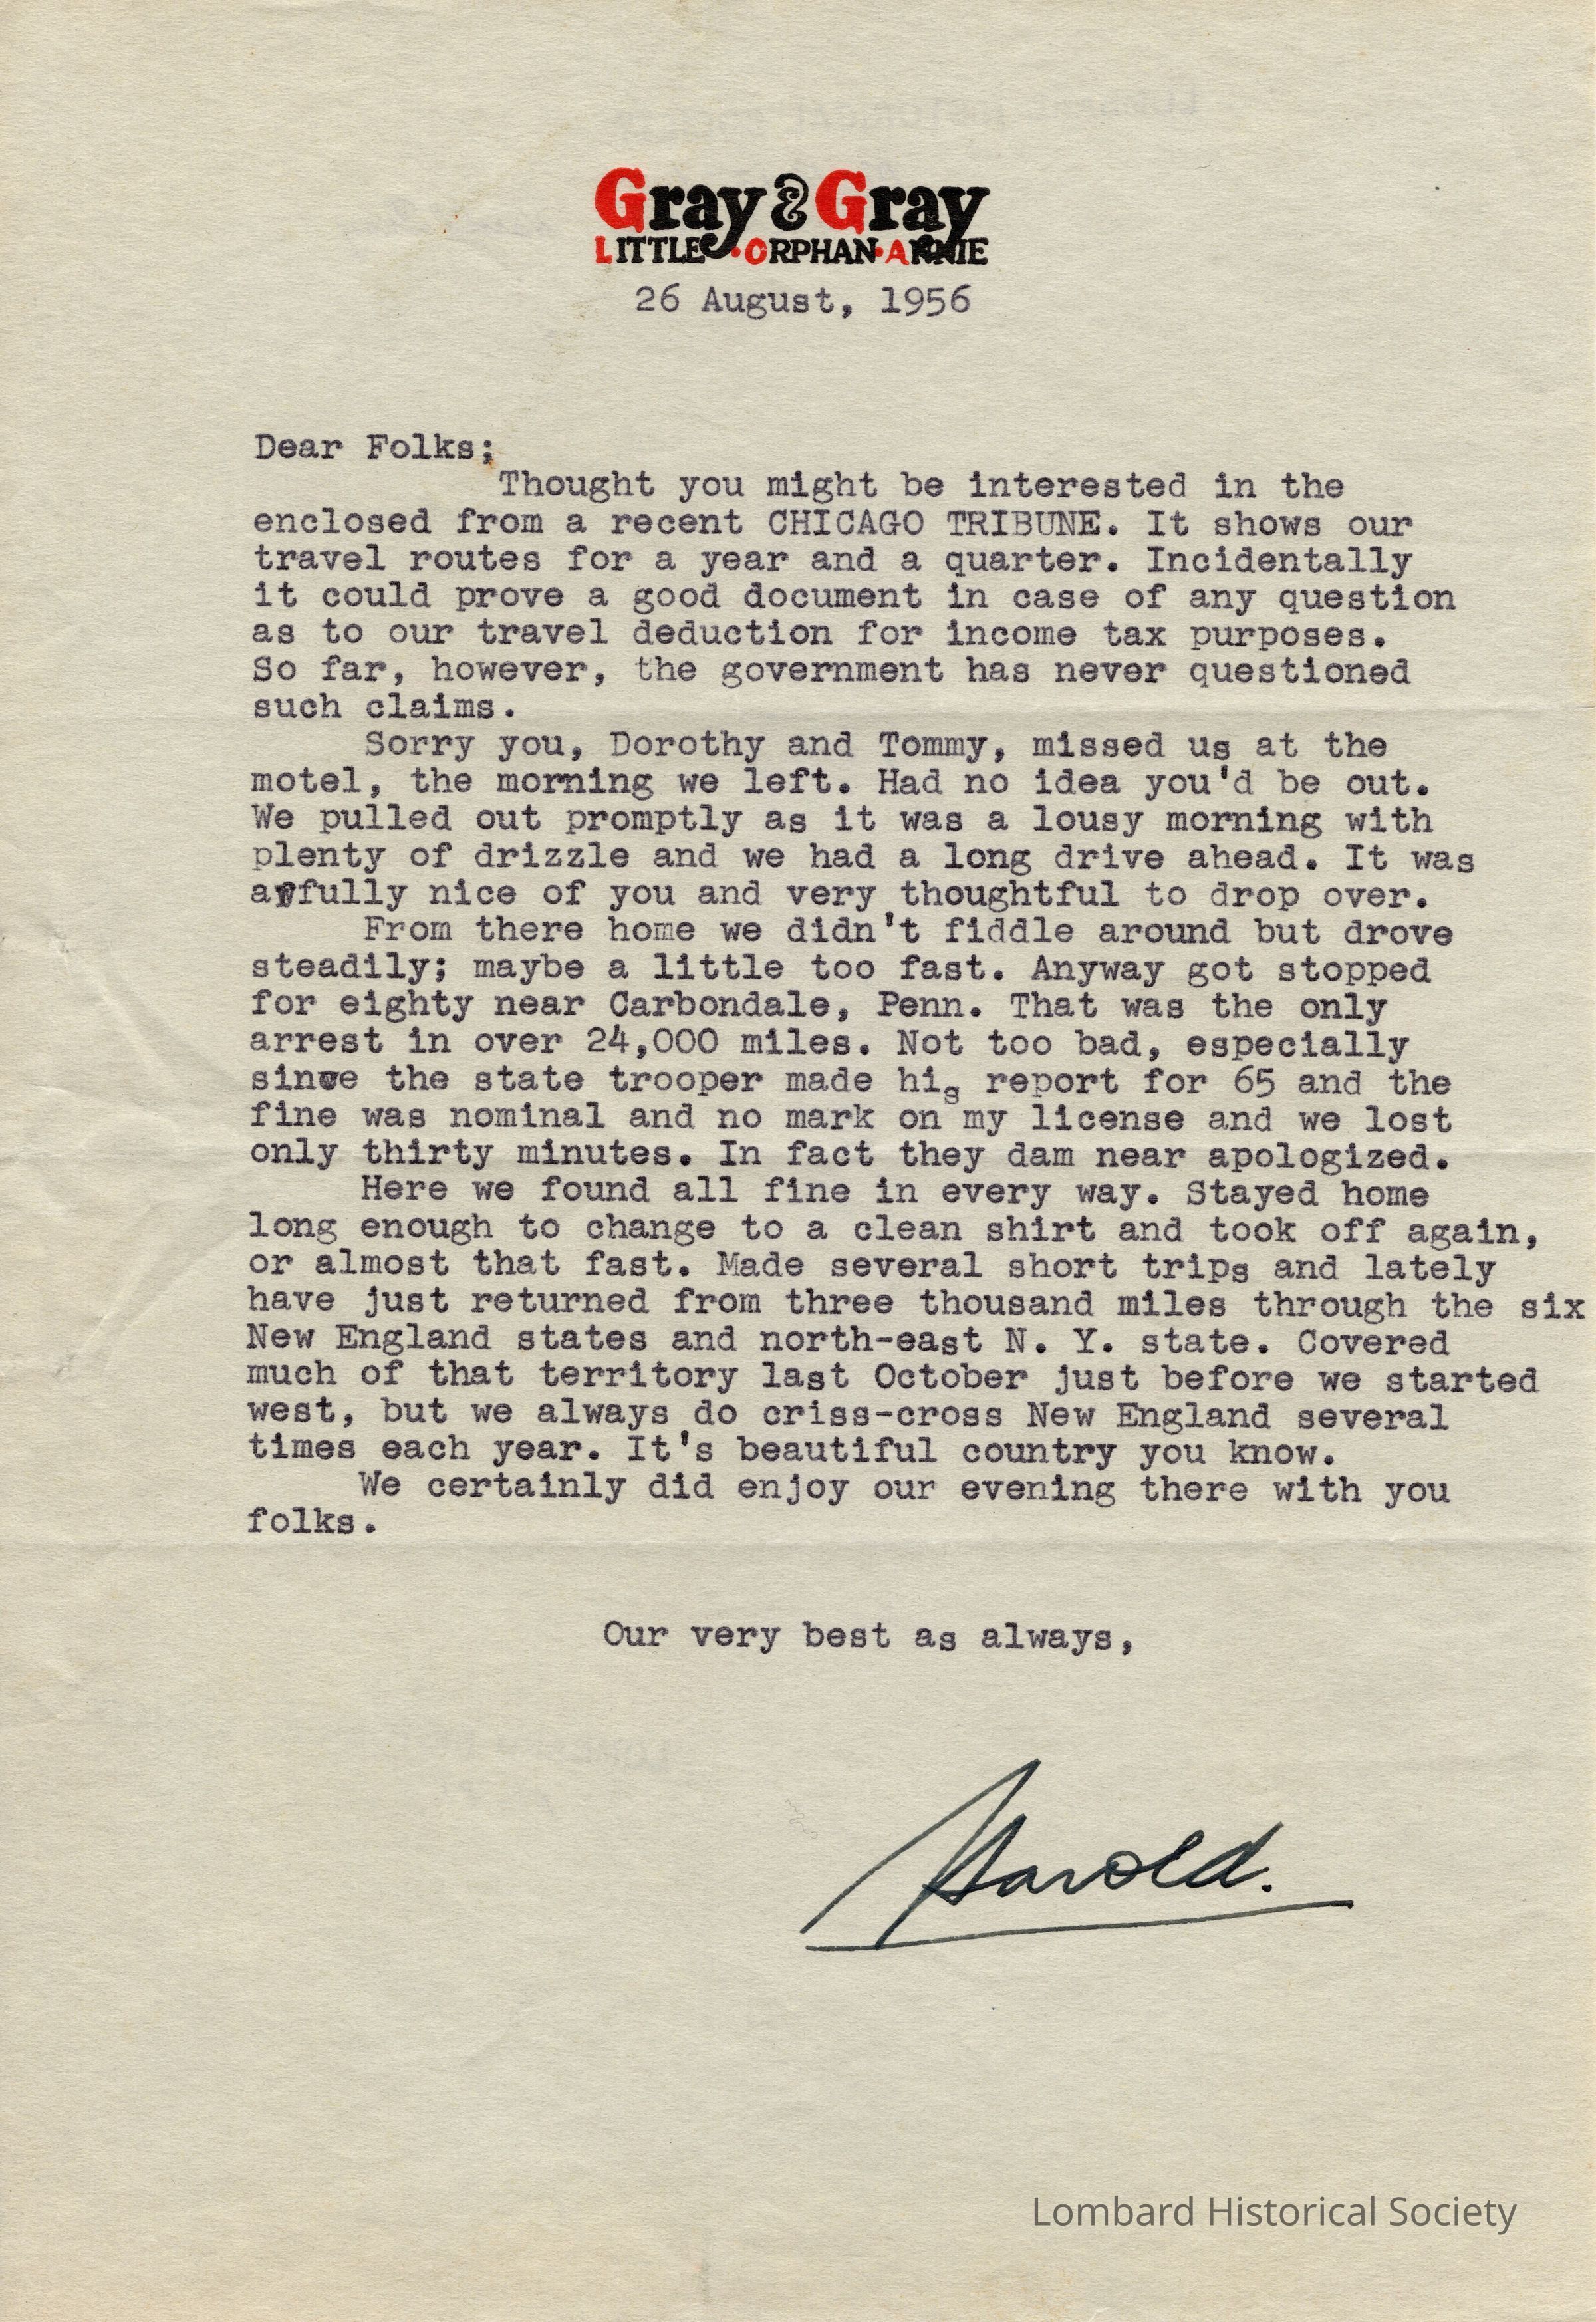 Gray & Gray
LITTLE·ORPHAN·ANNIE
26 August, 1956
Dear Folks;
Thought you might be interested in the
enclosed from a recent CHICAGO TRIBUNE. It shows our
travel routes for a year and a quarter. Incidentally
it could prove a good document in case of any question
as to our travel deduction for income tax purposes.
So far, however, the government has never questioned
such claims.
Sorry you, Dorothy and Tommy, missed us at the
motel, the morning we left. Had no idea you'd be out.
We pulled out promptly as it was a lousy morning with
plenty of drizzle and we had a long drive ahead. It was
awfully nice of you and very thoughtful to drop over.
From there home we didn't fiddle around but drove
steadily; maybe a little too fast. Anyway got stopped
for eighty near Carbondale, Penn. That was the only
arrest in over 24,000 miles. Not too bad, especially
since the state trooper made his report for 65 and the
fine was nominal and no mark on my license and we lost
only thirty minutes. In fact they dam near apologized.
Here we found all fine in every way. Stayed home
long enough to change to a clean shirt and took off again,
or almost that fast. Made several short trips and lately
have just returned from three thousand miles through the six
New England states and north-east N. Y. state. Covered
much of that territory last October just before we started
west, but we always do criss-cross New England several
times each year. It's beautiful country you know.
We certainly did enjoy our evening there with you
folks.
Our very best as always,
Harold.
Lombard Historical Society